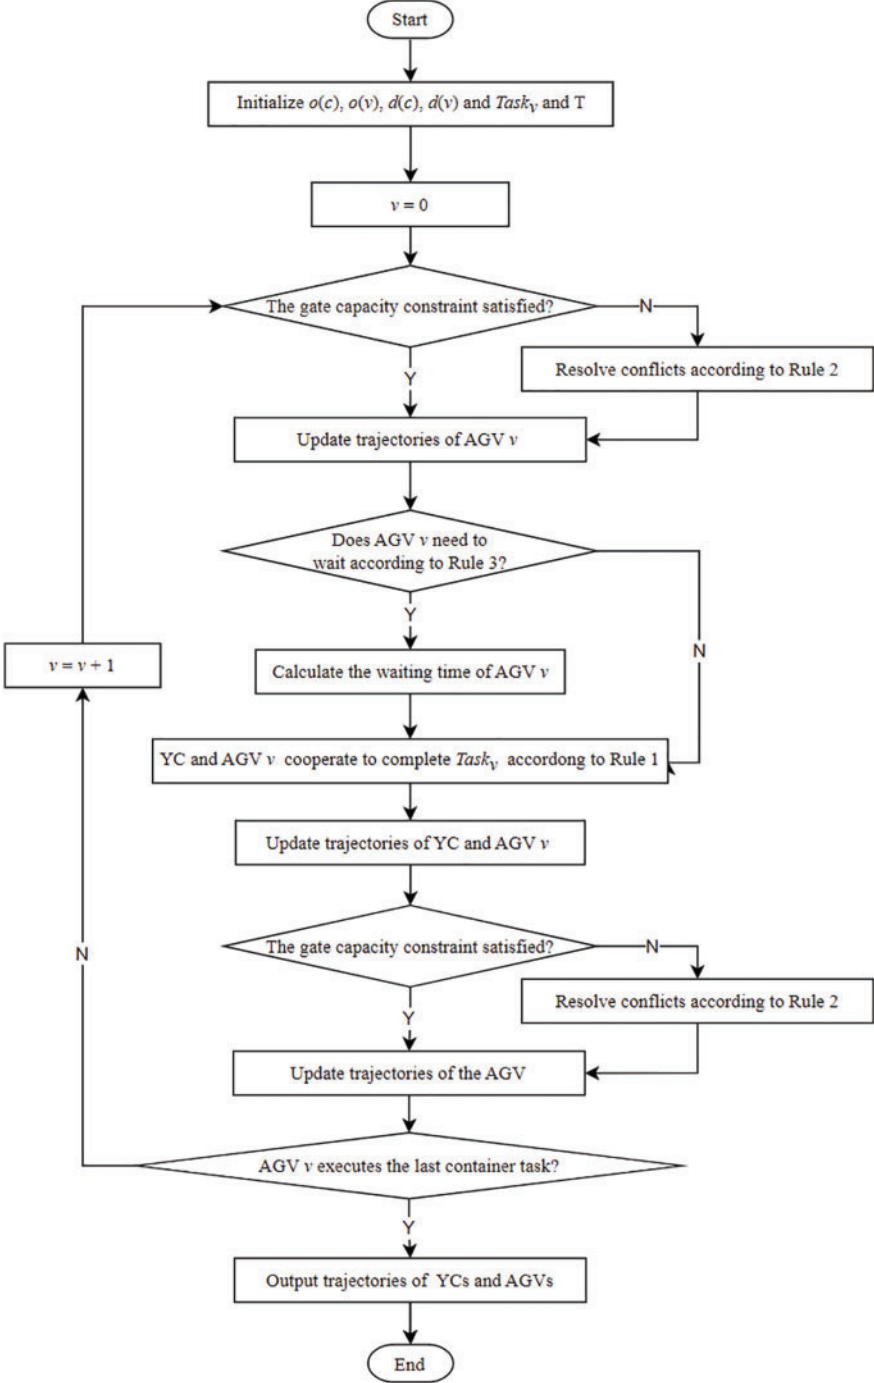 Start
Initialize o(c), o(v), d(c), d(v) and Task_v and T
v = 0
The gate capacity constraint satisfied?
N
Resolve conflicts according to Rule 2
Y
Update trajectories of AGV v
Does AGV v need to
wait according to Rule 3?
Y
N
v = v + 1
Calculate the waiting time of AGV v
YC and AGV v cooperate to complete Task_v accordong to Rule 1
Update trajectories of YC and AGV v
The gate capacity constraint satisfied?
N
N
Resolve conflicts according to Rule 2
Y
Update trajectories of the AGV
AGV v executes the last container task?
Y
Output trajectories of YCs and AGVs
End